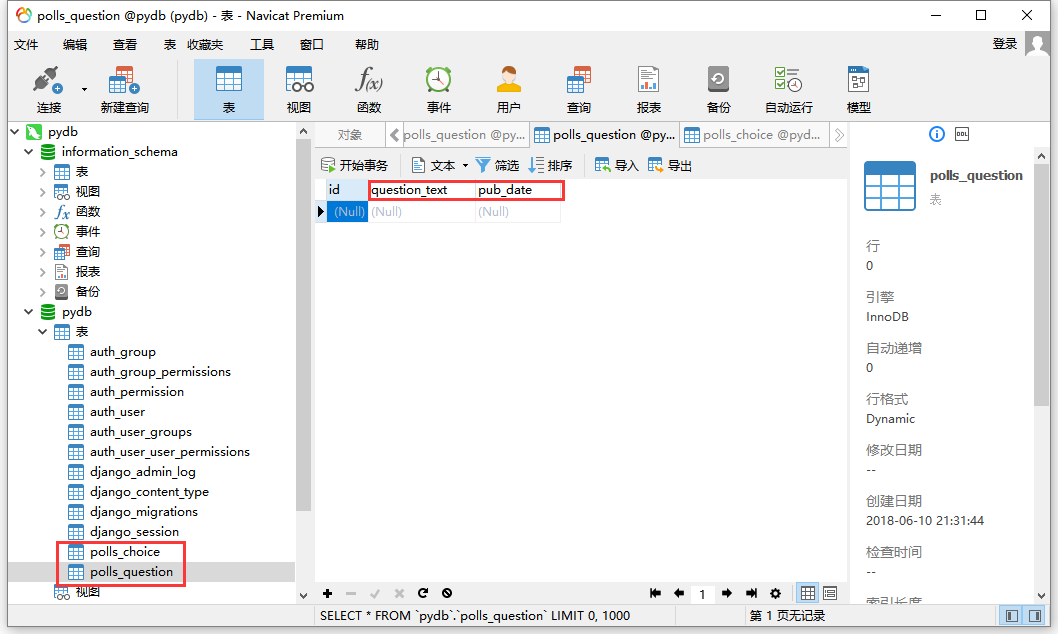 polls_question @pydb (pydb) - 表 - Navicat Premium
文件 编辑 查看 表 收藏夹 工具 窗口 帮助 登录
连接 新建查询 表 视图 函数 事件 用户 查询 报表 备份 自动运行 模型
pydb
information_schema
表
视图
函数
事件
查询
报表
备份
pydb
表
auth_group
auth_group_permissions
auth_permission
auth_user
auth_user_groups
auth_user_user_permissions
django_admin_log
django_content_type
django_migrations
django_session
polls_choice
polls_question
视图
对象 polls_question @py... polls_question @py... polls_choice @pyd...
开始事务 文本 筛选 排序 导入 导出
id question_text pub_date
(Null) (Null) (Null)
1
SELECT * FROM `pydb`.`polls_question` LIMIT 0, 1000 第 1 页无记录
DDL
polls_question
表
行
0
引擎
InnoDB
自动递增
0
行格式
Dynamic
修改日期
--
创建日期
2018-06-10 21:31:44
检查时间
--
索引长度